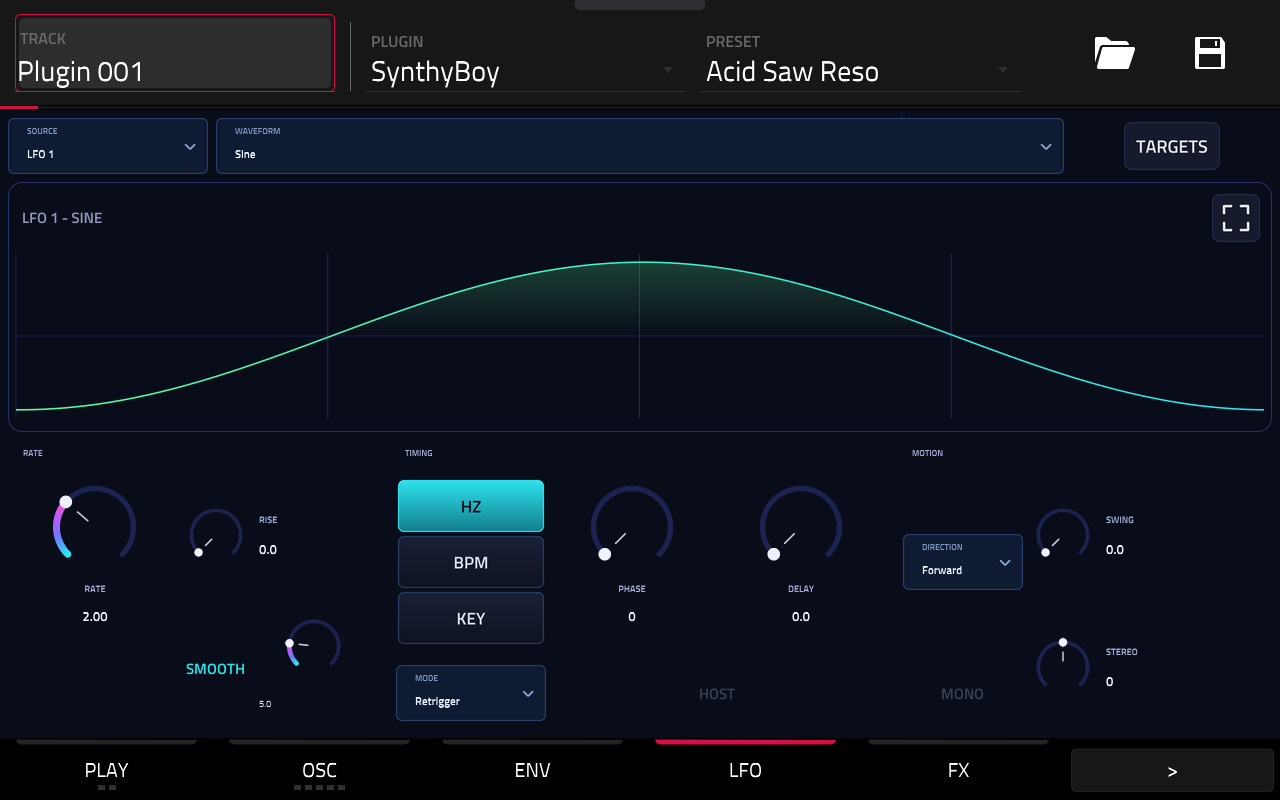 TRACK
Plugin 001
PLUGIN
SynthyBoy
PRESET
Acid Saw Reso
SOURCE
LFO 1
WAVEFORM
Sine
TARGETS
LFO 1 - SINE
RATE
TIMING
MOTION
RATE
2.00
RISE
0.0
SMOOTH
5.0
HZ
BPM
KEY
MODE
Retrigger
PHASE
0
DELAY
0.0
HOST
DIRECTION
Forward
MONO
SWING
0.0
STEREO
0
PLAY
OSC
ENV
LFO
FX
>